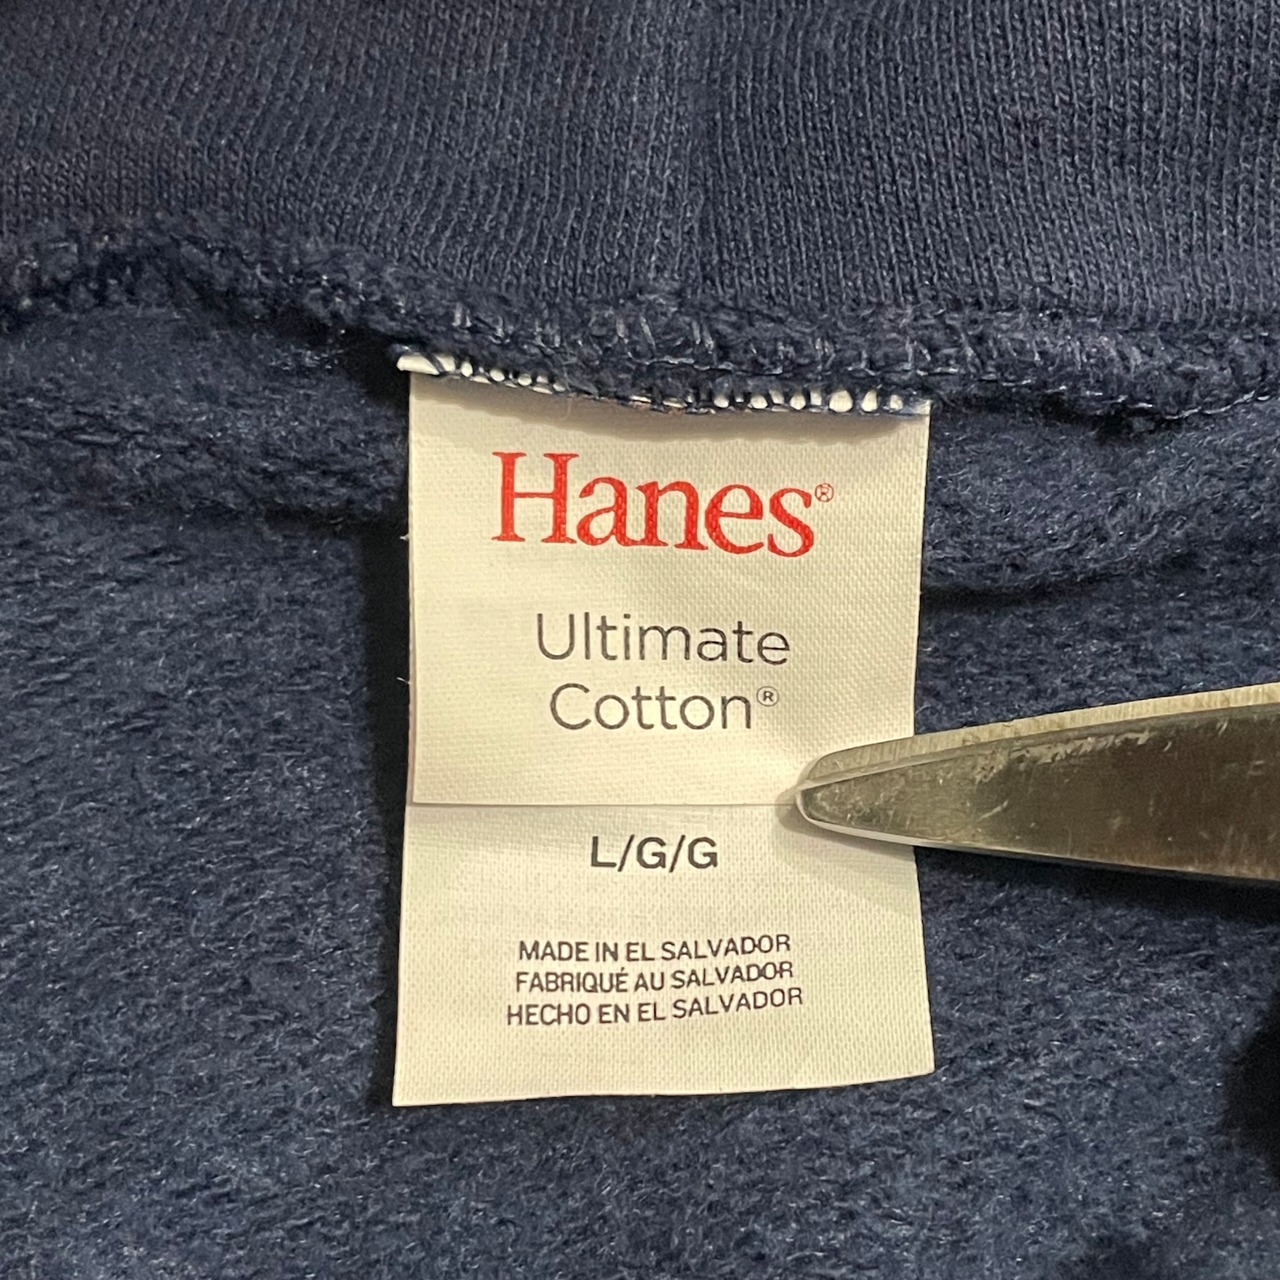 Hanes®
Ultimate
Cotton®
L/G/G
MADE IN EL SALVADOR
FABRIQUÉ AU SALVADOR
HECHO EN EL SALVADOR